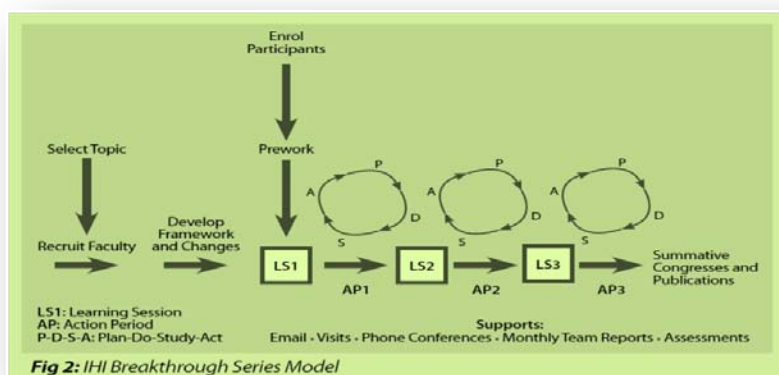 Enrol
Participants
Select Topic
Prework
P
A
D
S
P
A
D
S
P
A
D
S
Recruit Faculty
Develop
Framework
and Changes
LS1
LS2
LS3
AP1
AP2
AP3
Summative
Congresses and
Publications
LS1: Learning Session
AP: Action Period
P-D-S-A: Plan-Do-Study-Act
Supports:
Email • Visits • Phone Conferences • Monthly Team Reports • Assessments
Fig 2: IHI Breakthrough Series Model